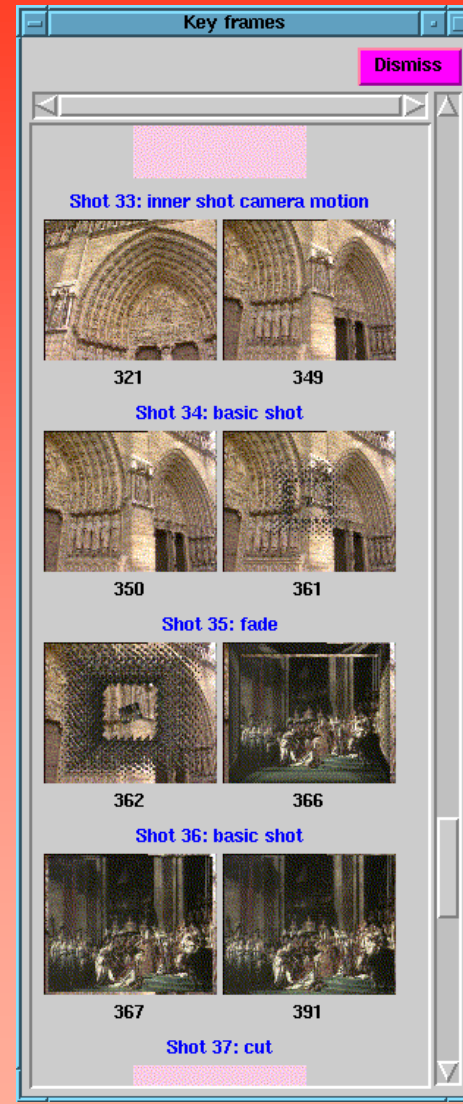 Key frames
Dismiss
Shot 33: inner shot camera motion
321 349
Shot 34: basic shot
350 361
Shot 35: fade
362 366
Shot 36: basic shot
367 391
Shot 37: cut